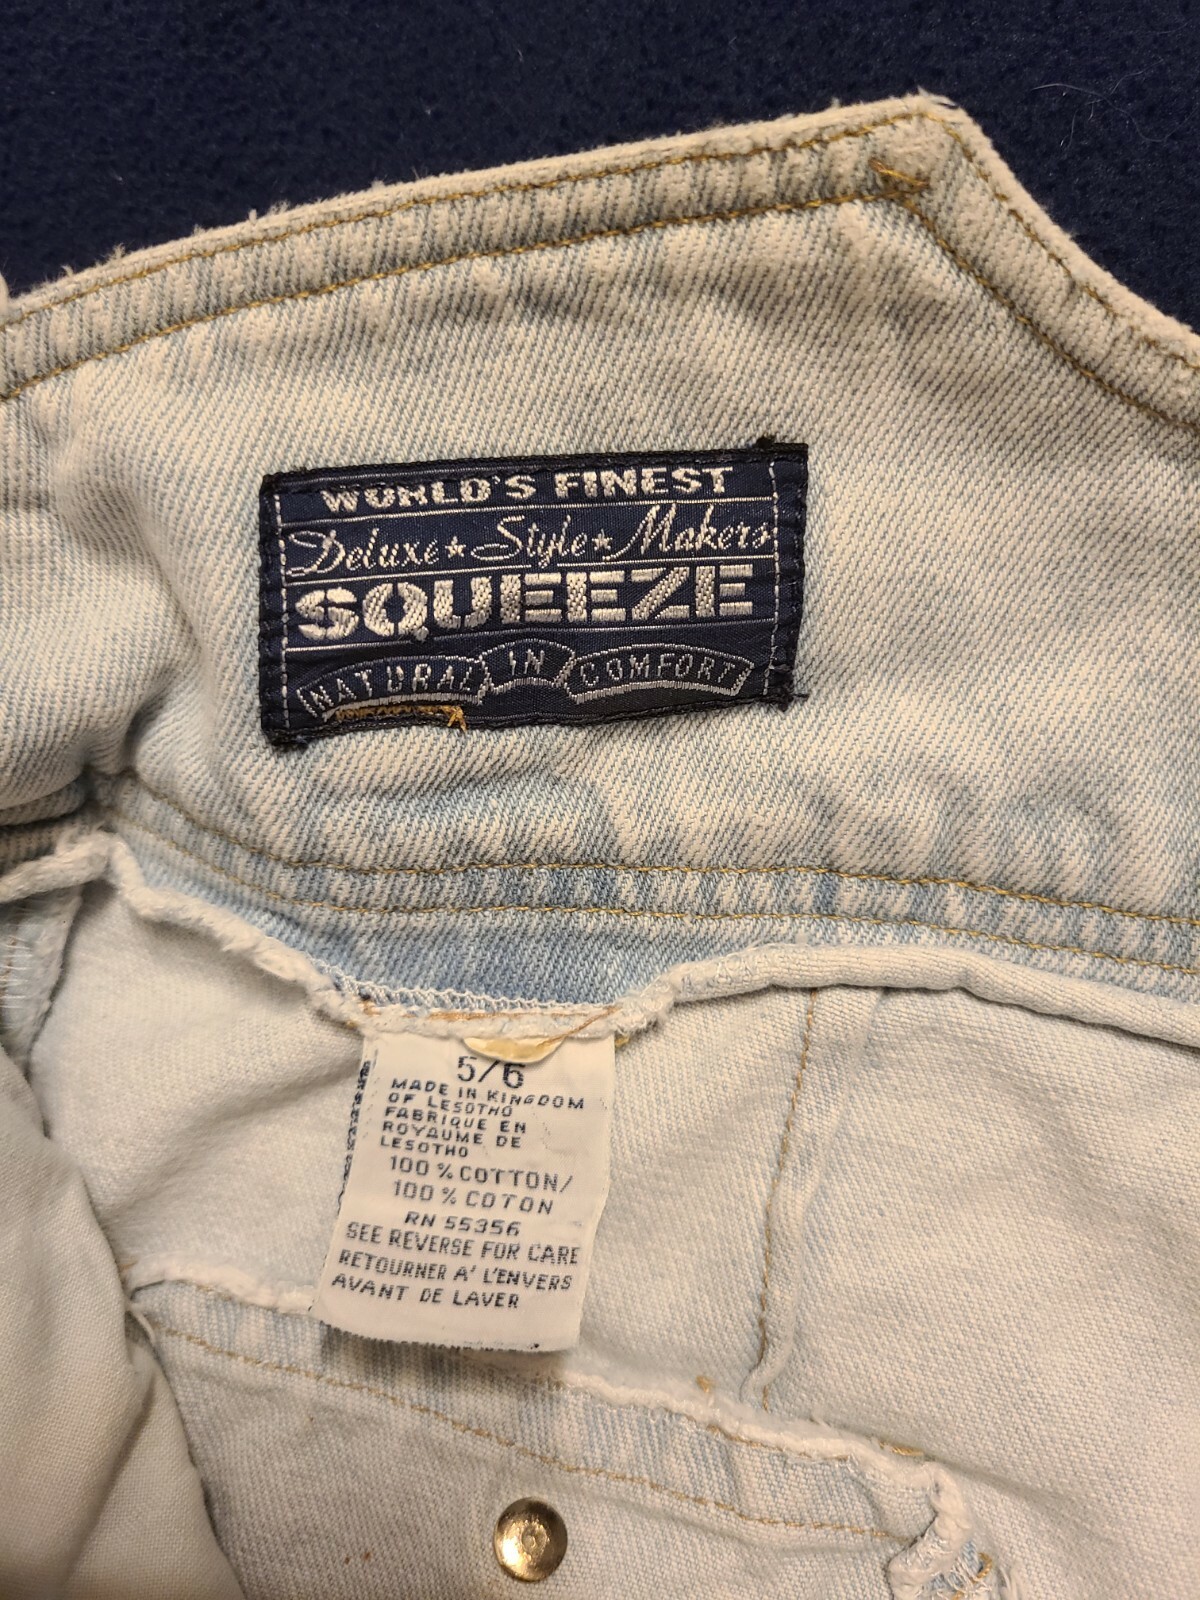 WORLD'S FINEST
Deluxe★Style★Makers
SQUEEZE
NATURAL IN COMFORT
5/6
MADE IN KINGDOM
OF LESOTHO
FABRIQUE EN
ROYAUME DE
LESOTHO
100% COTTON/
100% COTON
RN 55356
SEE REVERSE FOR CARE
RETOURNER A' L'ENVERS
AVANT DE LAVER